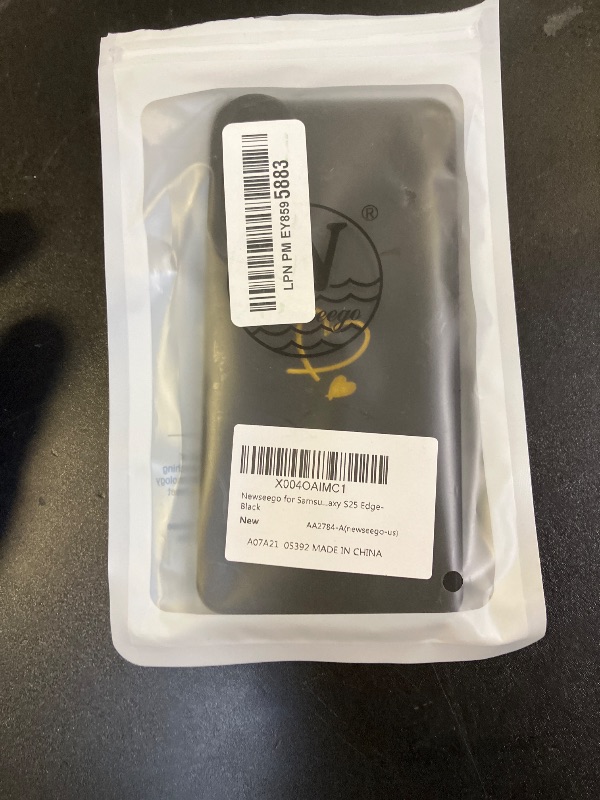 LPN PM EY859 5883
®
X004OAIMC1
Newseego for Samsu...axy S25 Edge-
Black
New
AA2784-A(newseego-us)
A07A21 05392 MADE IN CHINA